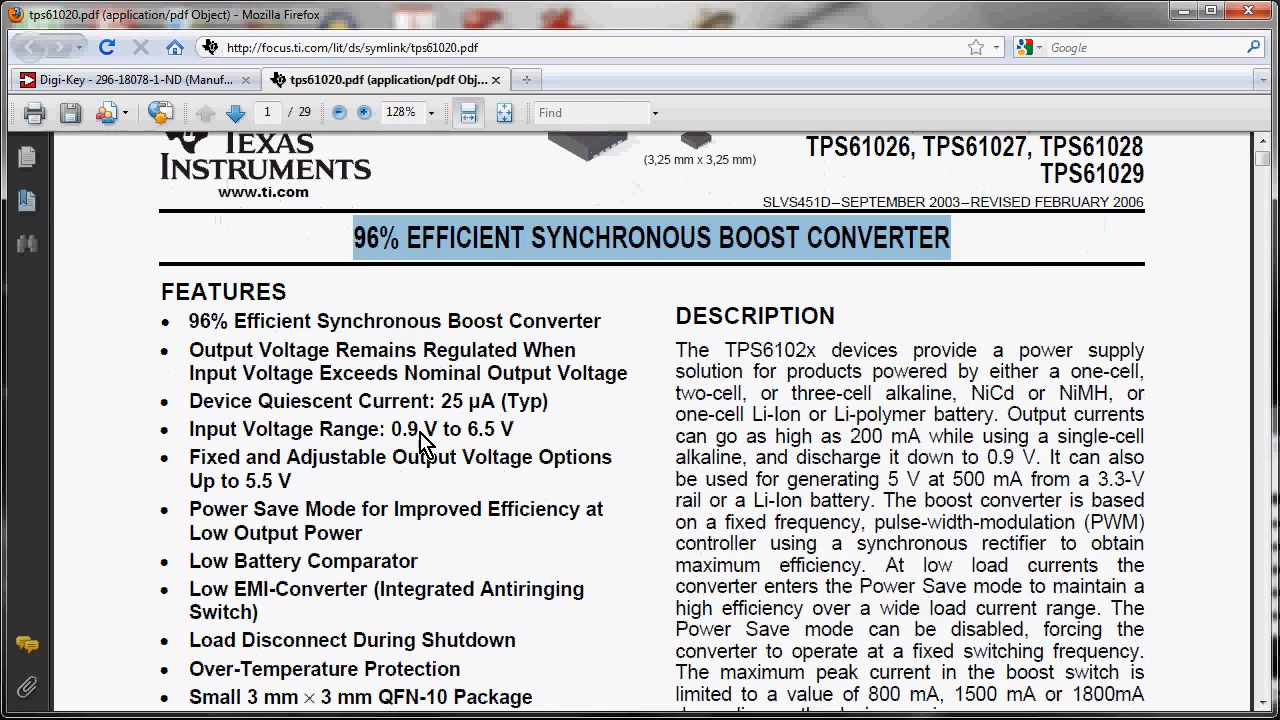 tps61020.pdf (application/pdf Object) - Mozilla Firefox
http://focus.ti.com/lit/ds/symlink/tps61020.pdf
Google
Digi-Key - 296-18078-1-ND (Manuf...
tps61020.pdf (application/pdf Obj...
1 / 29
128%
Find
TEXAS
INSTRUMENTS
www.ti.com
(3,25 mm x 3,25 mm)
TPS61026, TPS61027, TPS61028
TPS61029
SLVS451D–SEPTEMBER 2003–REVISED FEBRUARY 2006
96% EFFICIENT SYNCHRONOUS BOOST CONVERTER
FEATURES
• 96% Efficient Synchronous Boost Converter
• Output Voltage Remains Regulated When
Input Voltage Exceeds Nominal Output Voltage
• Device Quiescent Current: 25 µA (Typ)
• Input Voltage Range: 0.9 V to 6.5 V
• Fixed and Adjustable Output Voltage Options
Up to 5.5 V
• Power Save Mode for Improved Efficiency at
Low Output Power
• Low Battery Comparator
• Low EMI-Converter (Integrated Antiringing
Switch)
• Load Disconnect During Shutdown
• Over-Temperature Protection
• Small 3 mm × 3 mm QFN-10 Package
DESCRIPTION
The TPS6102x devices provide a power supply
solution for products powered by either a one-cell,
two-cell, or three-cell alkaline, NiCd or NiMH, or
one-cell Li-Ion or Li-polymer battery. Output currents
can go as high as 200 mA while using a single-cell
alkaline, and discharge it down to 0.9 V. It can also
be used for generating 5 V at 500 mA from a 3.3-V
rail or a Li-Ion battery. The boost converter is based
on a fixed frequency, pulse-width-modulation (PWM)
controller using a synchronous rectifier to obtain
maximum efficiency. At low load currents the
converter enters the Power Save mode to maintain a
high efficiency over a wide load current range. The
Power Save mode can be disabled, forcing the
converter to operate at a fixed switching frequency.
The maximum peak current in the boost switch is
limited to a value of 800 mA, 1500 mA or 1800mA